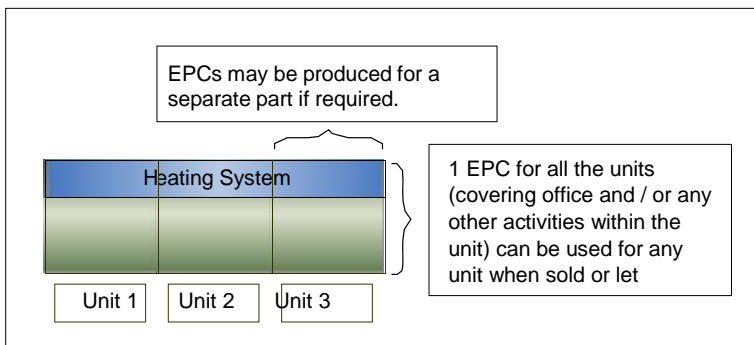 EPCs may be produced for a
separate part if required.
Heating System
1 EPC for all the units
(covering office and / or any
other activities within the
unit) can be used for any
unit when sold or let
Unit 1
Unit 2
Unit 3